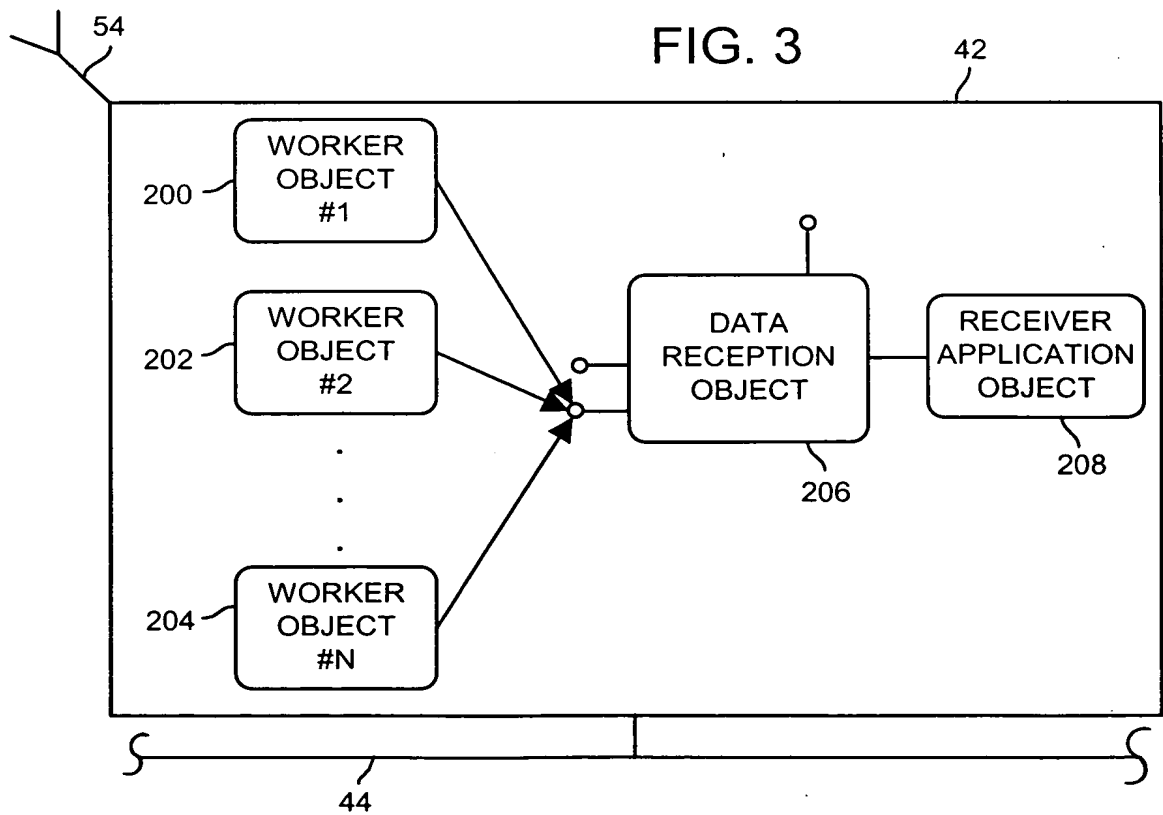 FIG. 3
54
42
WORKER
OBJECT
#1
200
WORKER
OBJECT
#2
202
DATA
RECEPTION
OBJECT
206
RECEIVER
APPLICATION
OBJECT
208
WORKER
OBJECT
#N
204
44